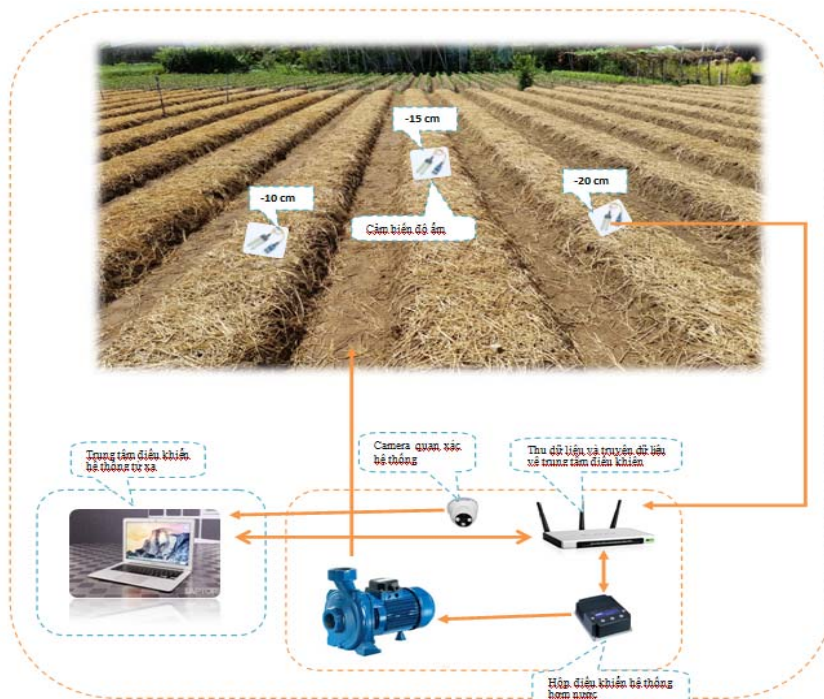 -15 cm
-10 cm
-20 cm
Cảm biến độ ẩm
Trung tâm điều khiển
hệ thống từ xa
Camera quan xác
hệ thống
Thu dữ liệu và truyền dữ liệu
về trung tâm điều khiển
LAPTOP
Hộp điều khiển hệ thống
bơm nước